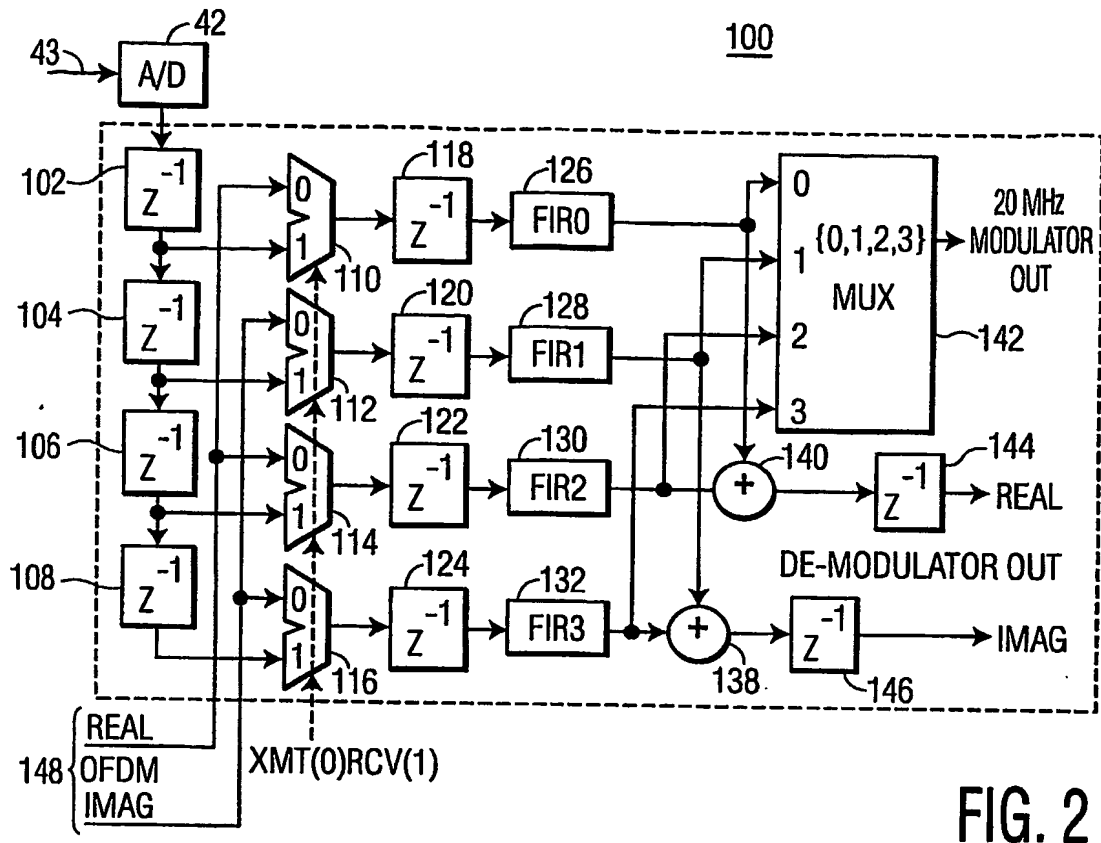 42
100
43
A/D
102
Z-1
0
1
110
118
Z-1
126
FIR0
0
1
2
3
{0,1,2,3}
MUX
142
20 MHz
MODULATOR
OUT
104
Z-1
0
1
112
120
Z-1
128
FIR1
106
Z-1
0
1
114
122
Z-1
130
FIR2
+
140
144
Z-1
REAL
DE-MODULATOR OUT
108
Z-1
0
1
116
124
Z-1
132
FIR3
+
138
Z-1
146
IMAG
148
REAL
OFDM
IMAG
XMT(0)RCV(1)
FIG. 2